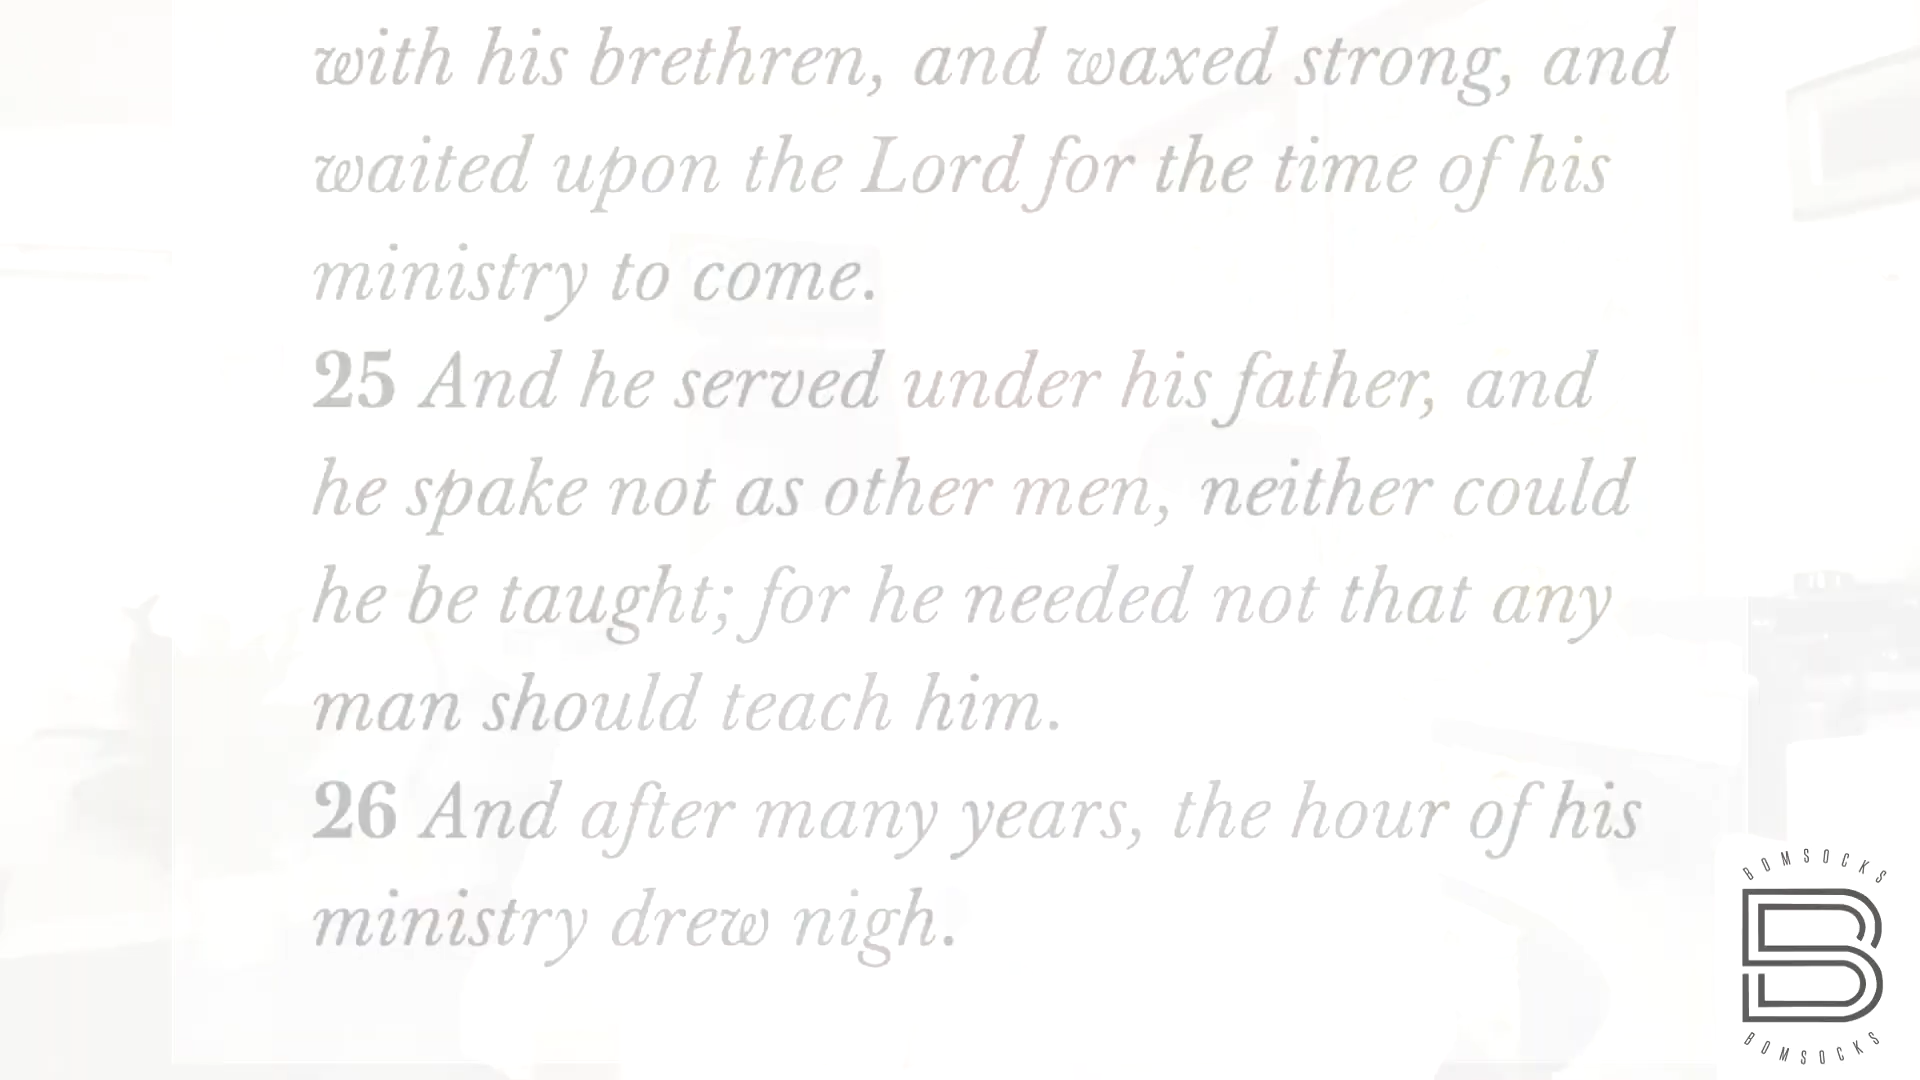 with his brethren, and waxed strong, and
waited upon the Lord for the time of his
ministry to come.
25 And he served under his father, and
he spake not as other men, neither could
he be taught; for he needed not that any
man should teach him.
26 And after many years, the hour of his
ministry drew nigh.
BOMSOCKS
B
BOMSOCKS